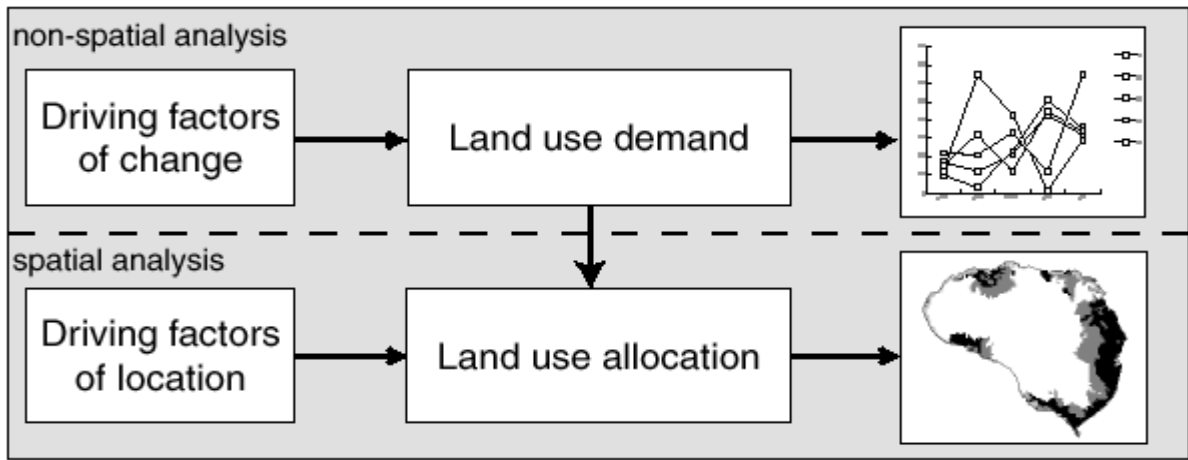 non-spatial analysis
Driving factors
of change
Land use demand
spatial analysis
Driving factors
of location
Land use allocation